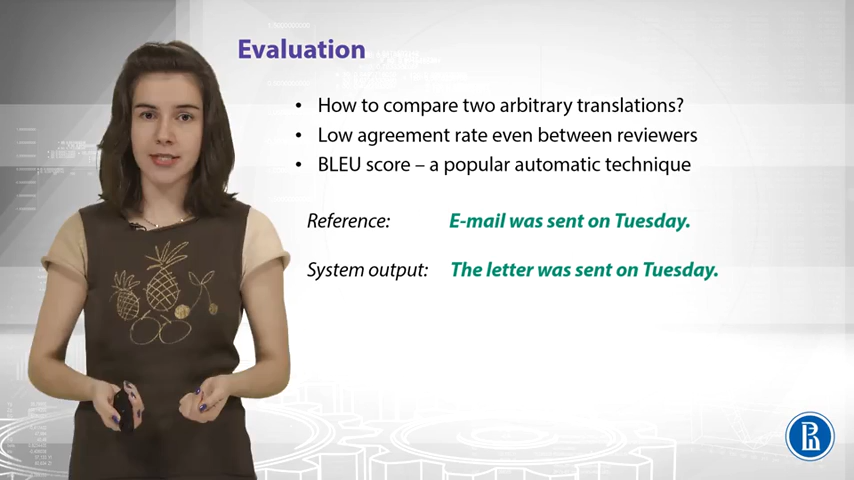 Evaluation
• How to compare two arbitrary translations?
• Low agreement rate even between reviewers
• BLEU score – a popular automatic technique
Reference: E-mail was sent on Tuesday.
System output: The letter was sent on Tuesday.